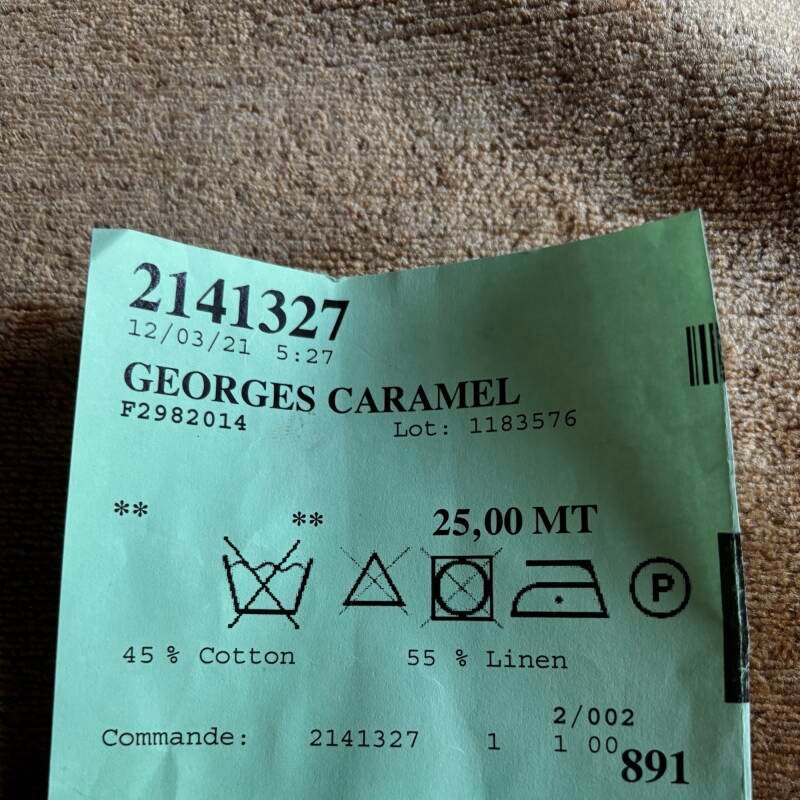 2141327
12/03/21 5:27
GEORGES CARAMEL
F2982014 Lot: 1183576
** ** 25,00 MT
P
45 % Cotton 55 % Linen
2/002
Commande: 2141327 1 1 00
891